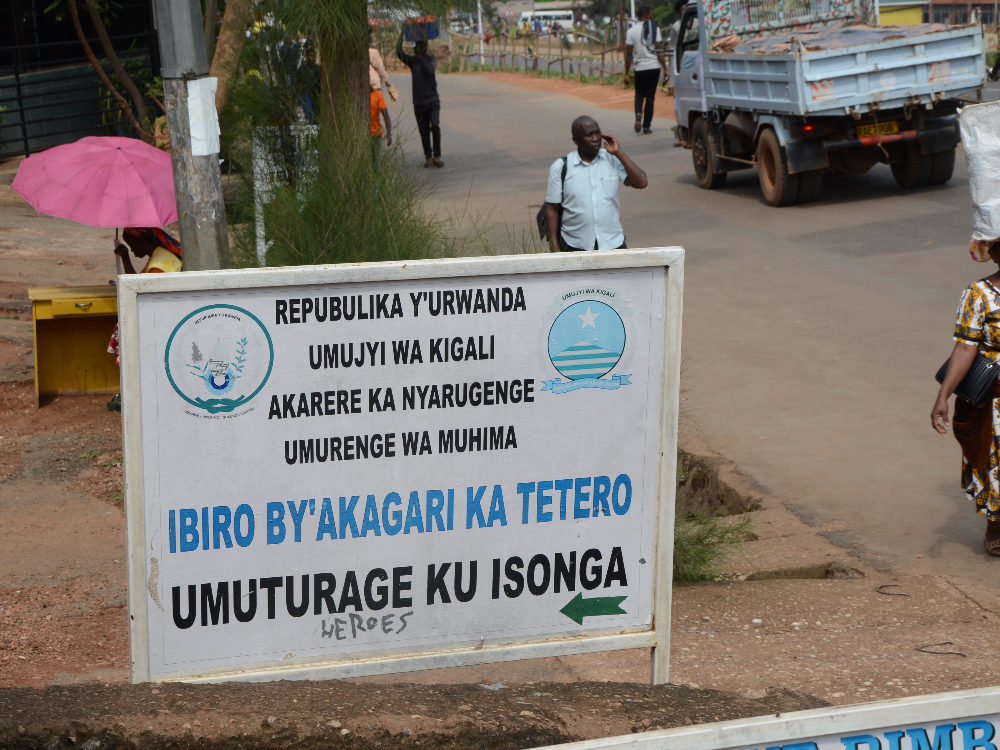 REPUBULIKA Y'URWANDA
UMUJYI WA KIGALI
UMUJYI WA KIGALI
AKARERE KA NYARUGENGE
UMURENGE WA MUHIMA
IBIRO BY'AKAGARI KA TETERO
UMUTURAGE KU ISONGA
HEROES